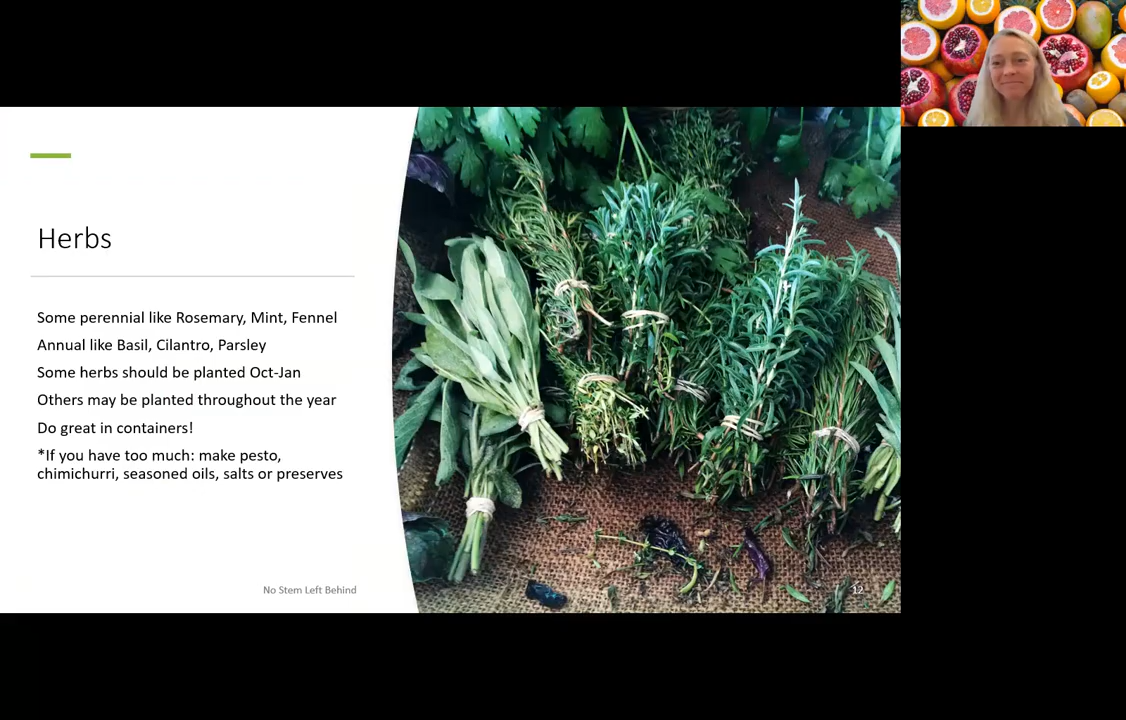 Herbs
Some perennial like Rosemary, Mint, Fennel
Annual like Basil, Cilantro, Parsley
Some herbs should be planted Oct-Jan
Others may be planted throughout the year
Do great in containers!
*If you have too much: make pesto,
chimichurri, seasoned oils, salts or preserves
No Stem Left Behind
12